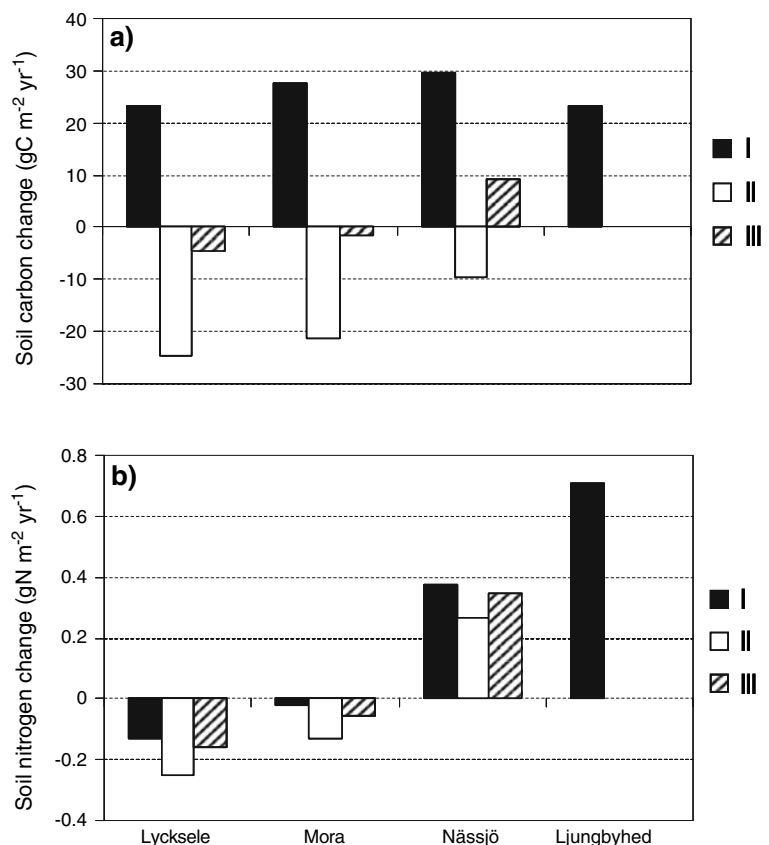 a)
Soil carbon change (gC m⁻² yr⁻¹)
40
30
20
10
0
-10
-20
-30
I
II
III
b)
Soil nitrogen change (gN m⁻² yr⁻¹)
0.8
0.6
0.4
0.2
0
-0.2
-0.4
I
II
III
Lycksele Mora Nässjö Ljungbyhed